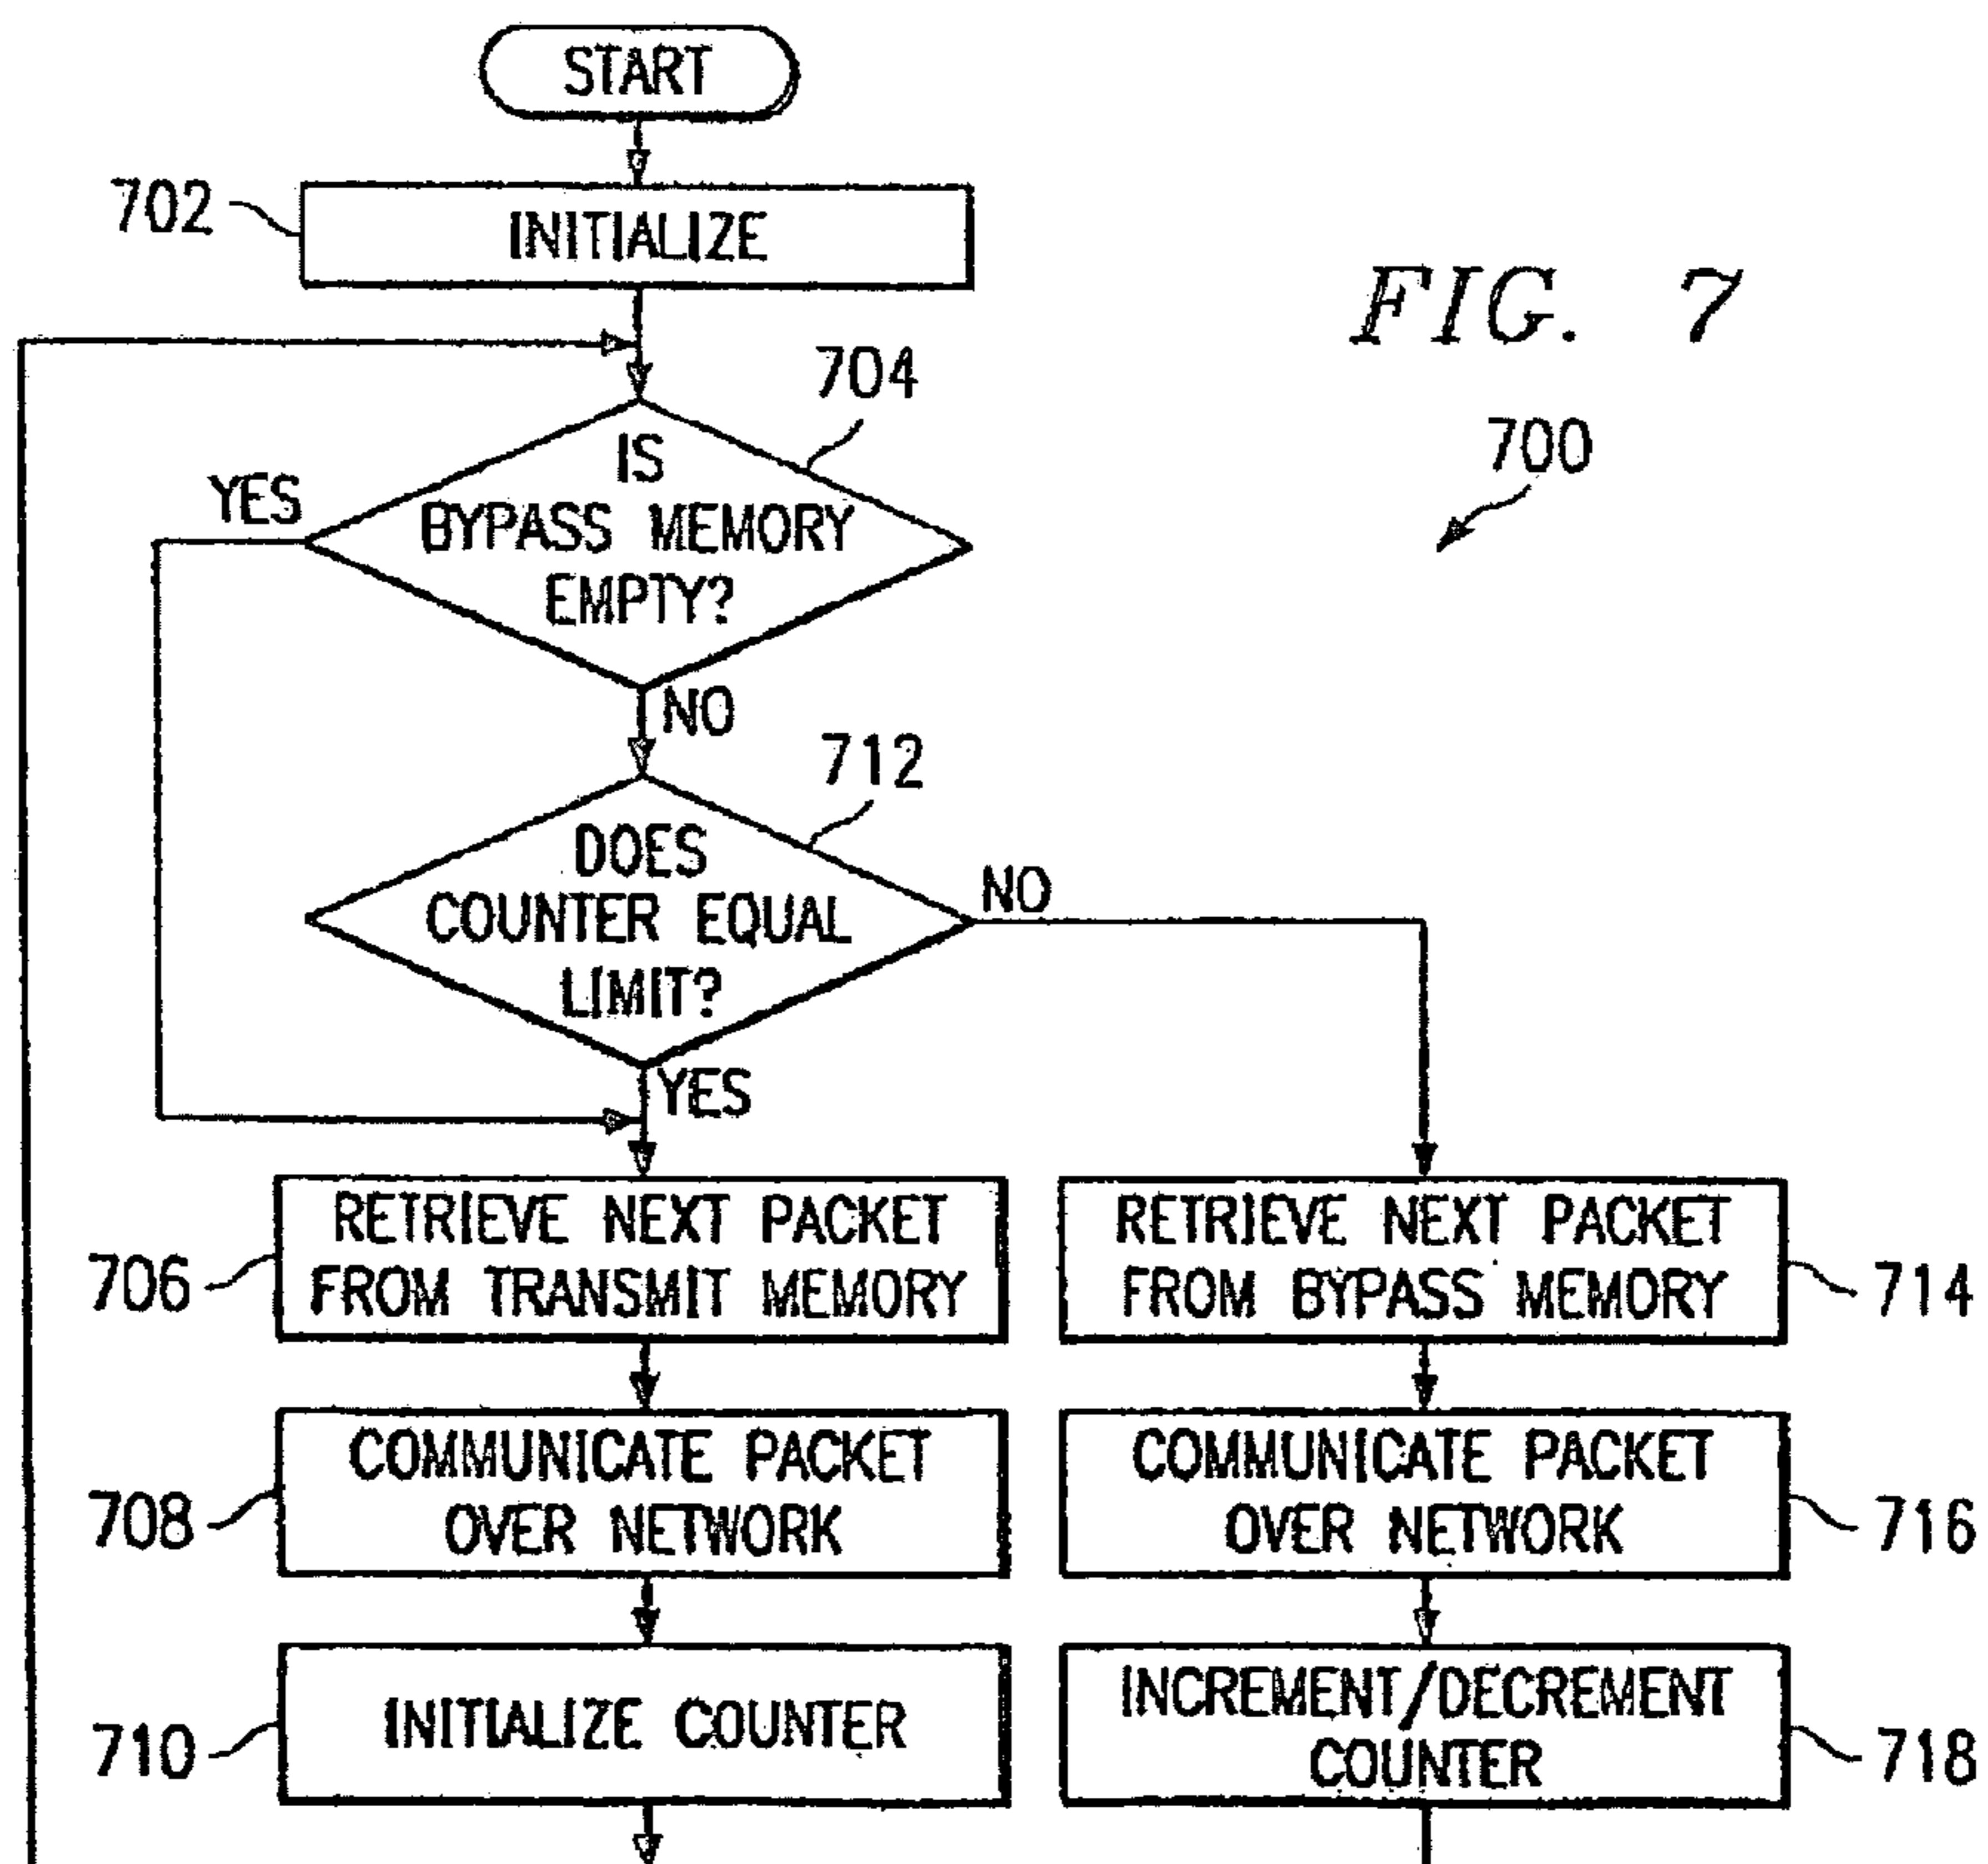 START
702
INITIALIZE
FIG. 7
700
704
IS
BYPASS MEMORY
EMPTY?
YES
NO
712
DOES
COUNTER EQUAL
LIMIT?
NO
YES
706
RETRIEVE NEXT PACKET
FROM TRANSMIT MEMORY
RETRIEVE NEXT PACKET
FROM BYPASS MEMORY
714
708
COMMUNICATE PACKET
OVER NETWORK
COMMUNICATE PACKET
OVER NETWORK
716
710
INITIALIZE COUNTER
INCREMENT/DECREMENT
COUNTER
718